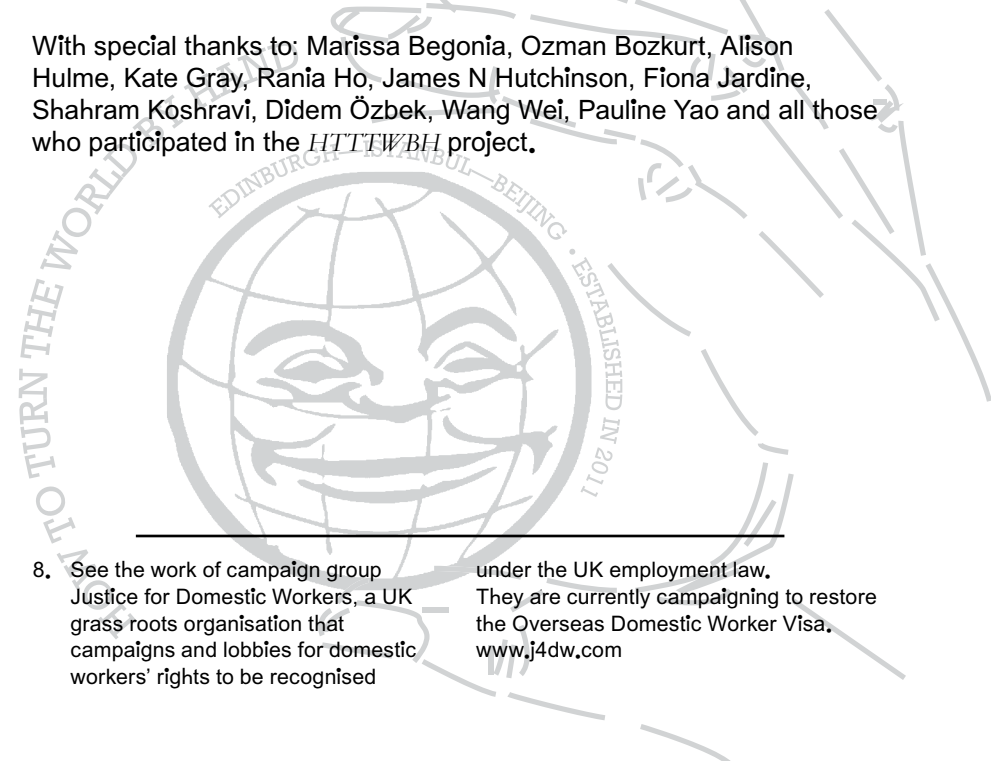 With special thanks to: Marissa Begonia, Ozman Bozkurt, Alison
Hulme, Kate Gray, Rania Ho, James N Hutchinson, Fiona Jardine,
Shahram Koshravi, Didem Özbek, Wang Wei, Pauline Yao and all those
who participated in the HTTTWBH project.
HOW TO TURN THE WORLD BY HAND
EDINBURGH—ISTANBUL—BEIJING • ESTABLISHED IN 2011
8. See the work of campaign group
Justice for Domestic Workers, a UK
grass roots organisation that
campaigns and lobbies for domestic
workers’ rights to be recognised
under the UK employment law.
They are currently campaigning to restore
the Overseas Domestic Worker Visa.
www.j4dw.com